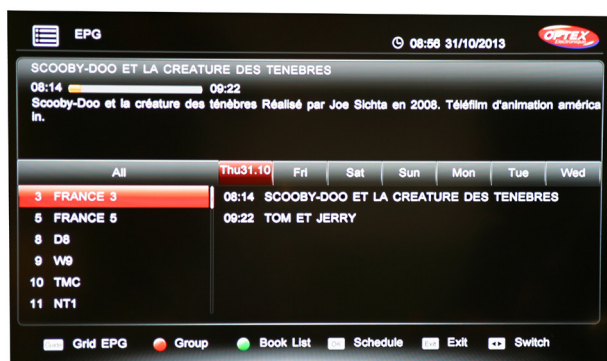 EPG
08:56 31/10/2013
OPTEX
SCOOBY-DOO ET LA CREATURE DES TENEBRES
08:14 09:22
Scooby-Doo et la créature des ténèbres Réalisé par Joe Sichta en 2008. Téléfilm d'animation américa
in.
All Thu31.10 Fri Sat Sun Mon Tue Wed
3 FRANCE 3 08:14 SCOOBY-DOO ET LA CREATURE DES TENEBRES
5 FRANCE 5 09:22 TOM ET JERRY
8 D8
9 W9
10 TMC
11 NT1
Grid EPG Group Book List Schedule Exit Switch